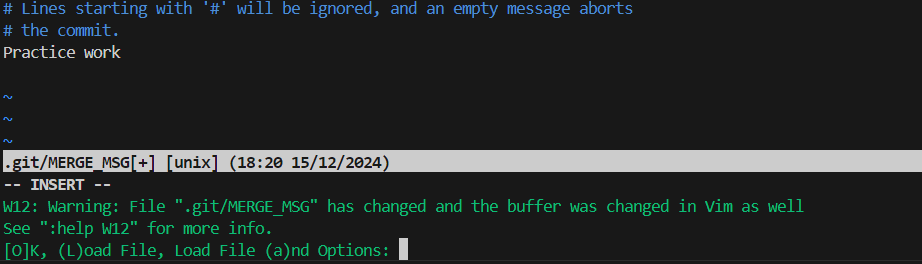 # Lines starting with '#' will be ignored, and an empty message aborts
# the commit.
Practice work
~
~
~
.git/MERGE_MSG[+] [unix] (18:20 15/12/2024)
-- INSERT --
W12: Warning: File ".git/MERGE_MSG" has changed and the buffer was changed in Vim as well
See ":help W12" for more info.
[O]K, (L)oad File, Load File (a)nd Options: